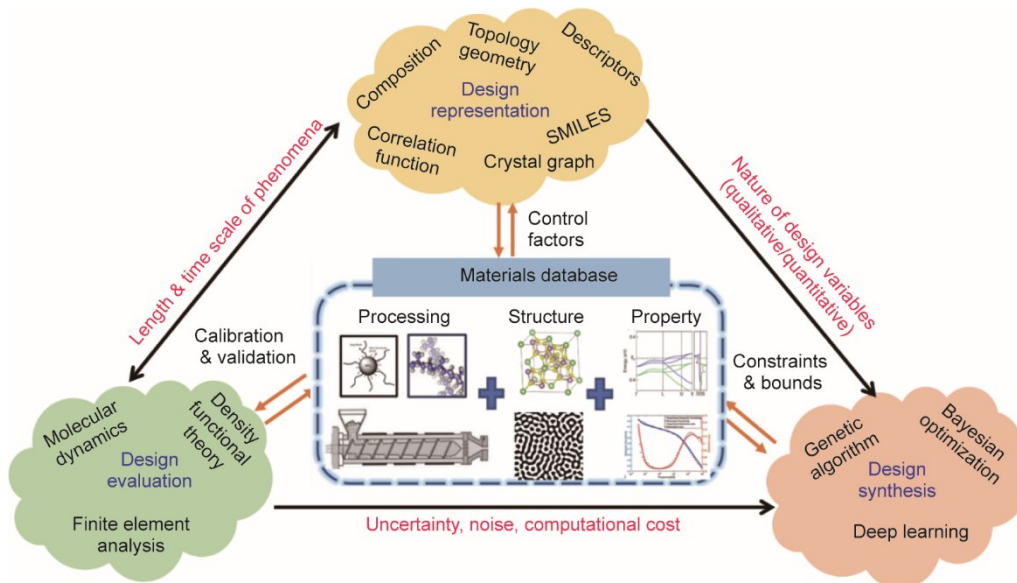 Topology
geometry
Composition
Descriptors
Design
representation
Correlation
function
SMILES
Crystal graph
Length & time scale of phenomena
Nature of design variables
(qualitative/quantitative)
Control
factors
Materials database
Processing
Structure
Property
Calibration
& validation
Constraints
& bounds
Molecular
dynamics
Density
functional
theory
Design
evaluation
Finite element
analysis
Uncertainty, noise, computational cost
Genetic
algorithm
Bayesian
optimization
Design
synthesis
Deep learning